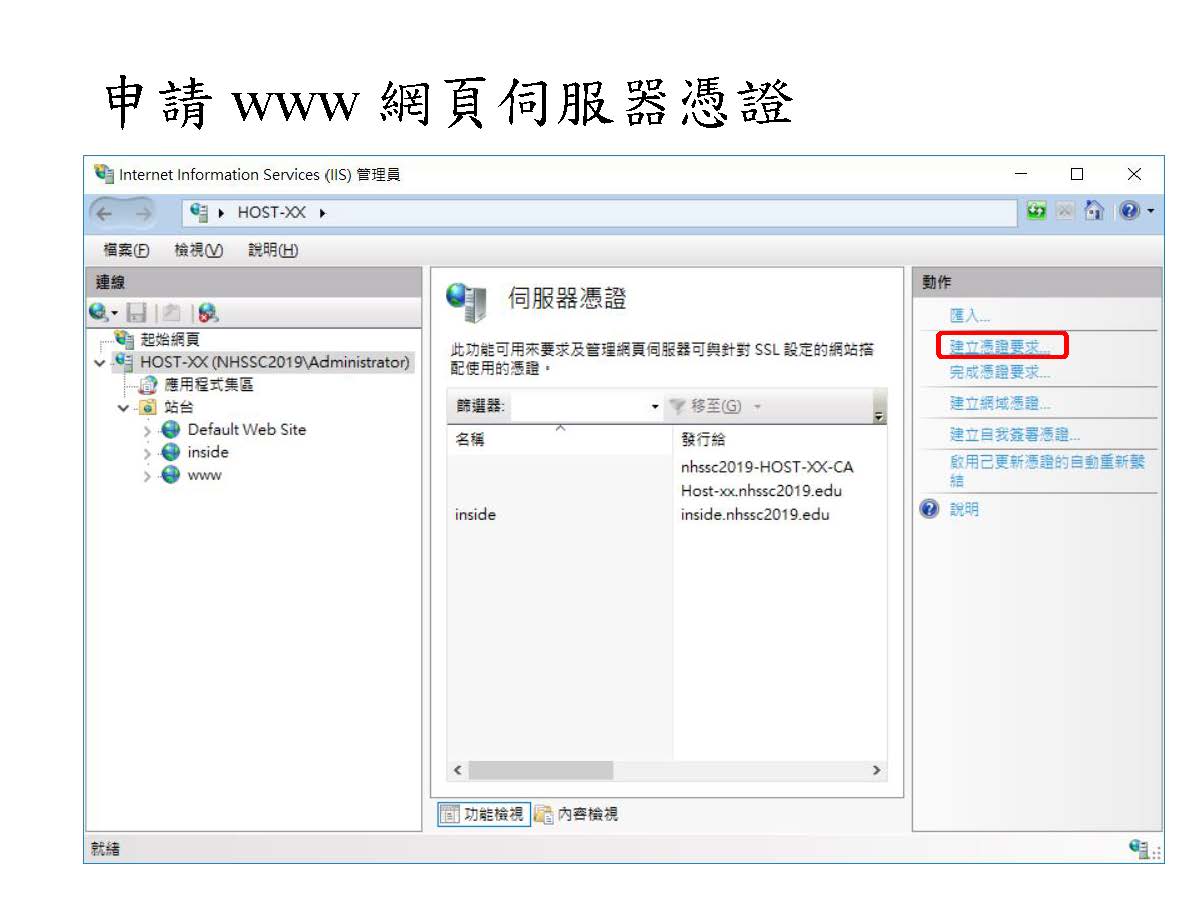 申請 www 網頁伺服器憑證
Internet Information Services (IIS) 管理員
HOST-XX
檔案(F) 檢視(V) 說明(H)
連線
起始網頁
HOST-XX (NHSSC2019\Administrator)
應用程式集區
站台
Default Web Site
inside
www
伺服器憑證
此功能可用來要求及管理網頁伺服器可與針對 SSL 設定的網站搭
配使用的憑證。
篩選器: 移至(G)
名稱 發行給
nhssc2019-HOST-XX-CA
Host-xx.nhssc2019.edu
inside inside.nhssc2019.edu
功能檢視 內容檢視
動作
匯入...
建立憑證要求...
完成憑證要求...
建立網域憑證...
建立自我簽署憑證...
啟用已更新憑證的自動重新繫
結
說明
就緒